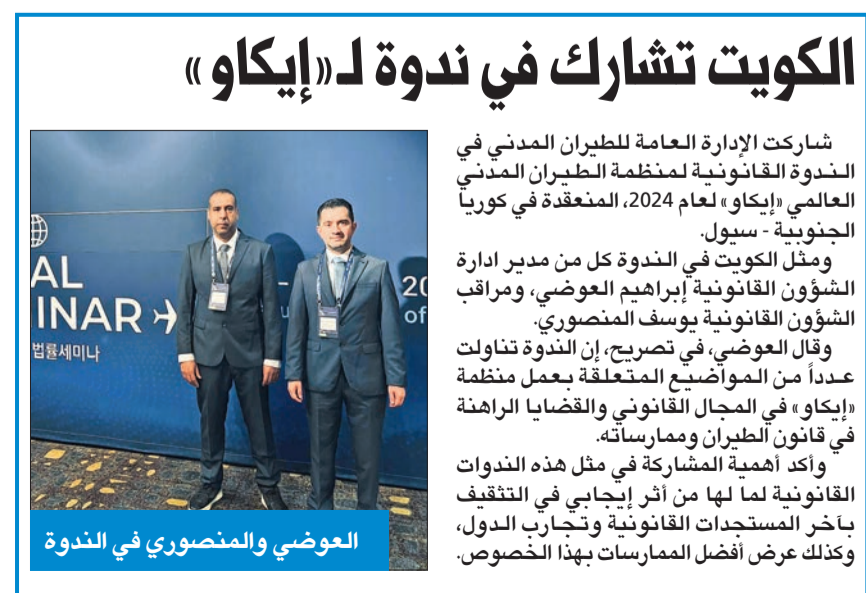 الكويت تشارك في ندوة لـ«إيكاو»
شاركت الإدارة العامة للطيران المدني في
الندوة القانونية لمنظمة الطيران المدني
العالمي «إيكاو» لعام 2024، المنعقدة في كوريا
الجنوبية - سيول.
ومثل الكويت في الندوة كل من مدير ادارة
الشؤون القانونية إبراهيم العوضي، ومراقب
الشؤون القانونية يوسف المنصوري.
وقال العوضي، في تصريح، إن الندوة تناولت
عدداً من المواضيع المتعلقة بعمل منظمة
«إيكاو» في المجال القانوني والقضايا الراهنة
في قانون الطيران وممارساته.
وأكد أهمية المشاركة في مثل هذه الندوات
القانونية لما لها من أثر إيجابي في التثقيف
بآخر المستجدات القانونية وتجارب الدول،
وكذلك عرض أفضل الممارسات بهذا الخصوص.
AL
INAR
법률세미나
20
of
العوضي والمنصوري في الندوة